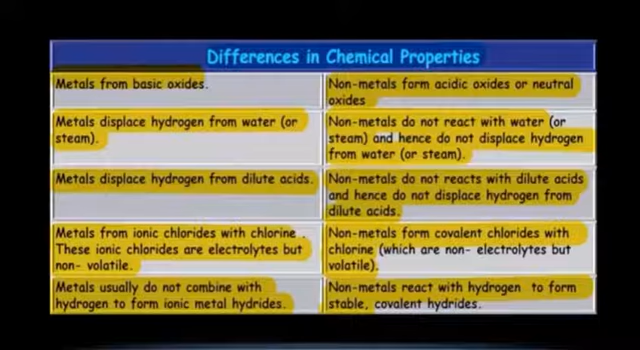 Differences in Chemical Properties
Metals from basic oxides.
Non-metals form acidic oxides or neutral
oxides
Metals displace hydrogen from water (or
steam).
Non-metals do not react with water (or
steam) and hence do not displace hydrogen
from water (or steam).
Metals displace hydrogen from dilute acids.
Non-metals do not reacts with dilute acids
and hence do not displace hydrogen from
dilute acids.
Metals from ionic chlorides with chlorine .
These ionic chlorides are electrolytes but
non- volatile.
Non-metals form covalent chlorides with
chlorine (which are non- electrolytes but
volatile).
Metals usually do not combine with
hydrogen to form ionic metal hydrides.
Non-metals react with hydrogen to form
stable, covalent hydrides.